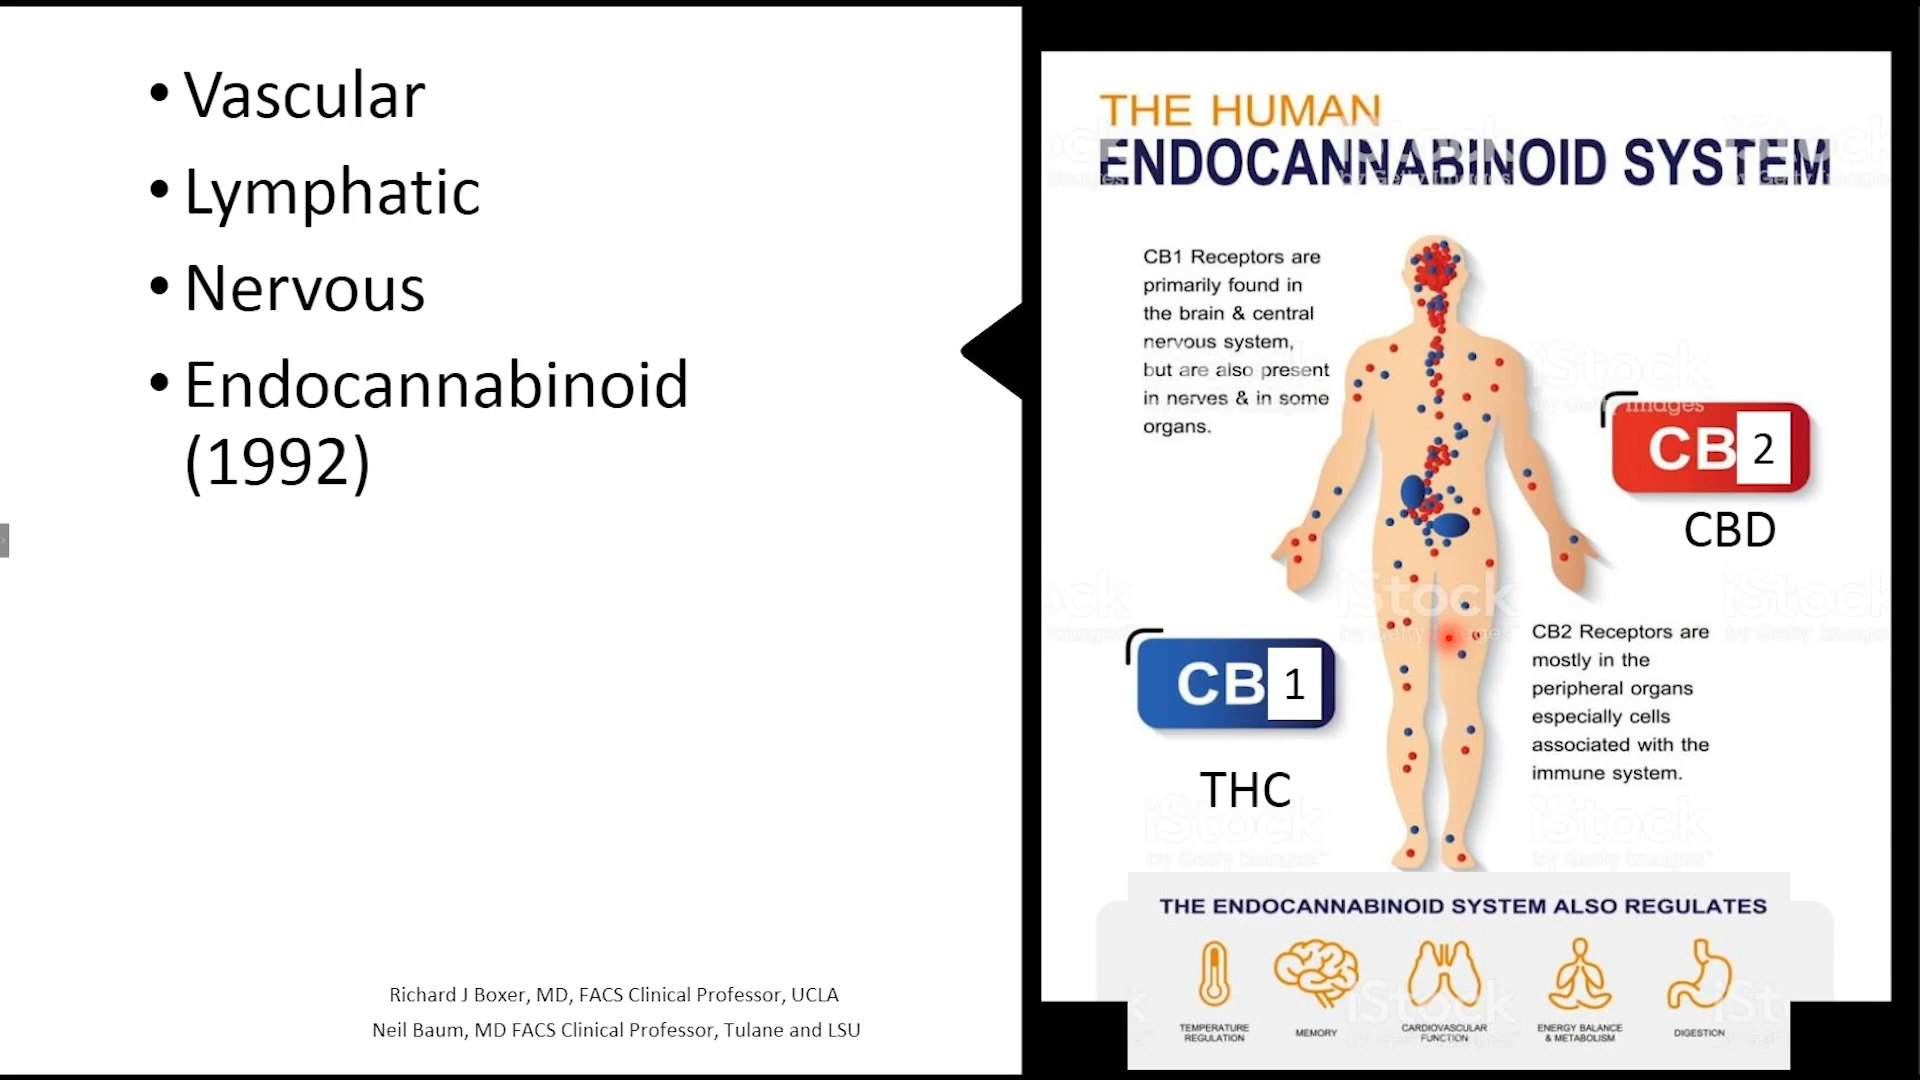 • Vascular
• Lymphatic
• Nervous
• Endocannabinoid
(1992)
Richard J Boxer, MD, FACS Clinical Professor, UCLA
Neil Baum, MD FACS Clinical Professor, Tulane and LSU
THE HUMAN
ENDOCANNABINOID SYSTEM
CB1 Receptors are
primarily found in
the brain & central
nervous system,
but are also present
in nerves & in some
organs.
CB2
CBD
CB1
THC
CB2 Receptors are
mostly in the
peripheral organs
especially cells
associated with the
immune system.
iStock
by Getty Images
THE ENDOCANNABINOID SYSTEM ALSO REGULATES
TEMPERATURE
REGULATION
MEMORY
CARDIOVASCULAR
FUNCTION
ENERGY BALANCE
& METABOLISM
DIGESTION